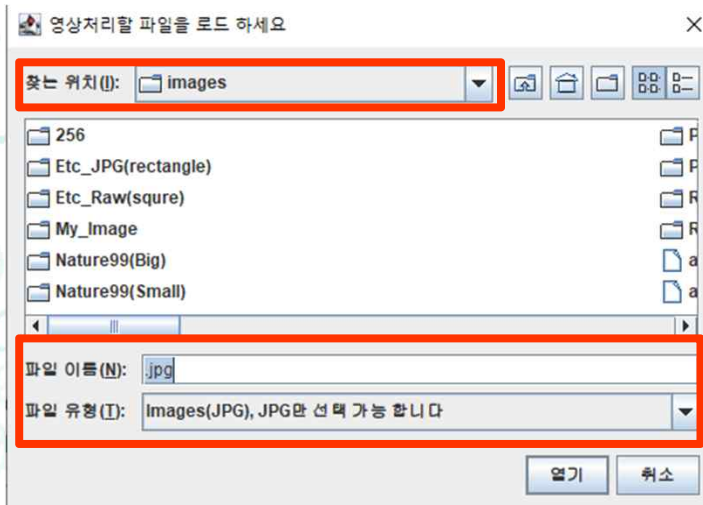 영상처리할 파일을 로드 하세요
찾는 위치(I): images
256
Etc_JPG(rectangle)
Etc_Raw(squre)
My_Image
Nature99(Big)
Nature99(Small)
P
P
R
R
a
a
파일 이름(N): .jpg
파일 유형(T): Images(JPG), JPG만 선택 가능 합니다
열기 취소